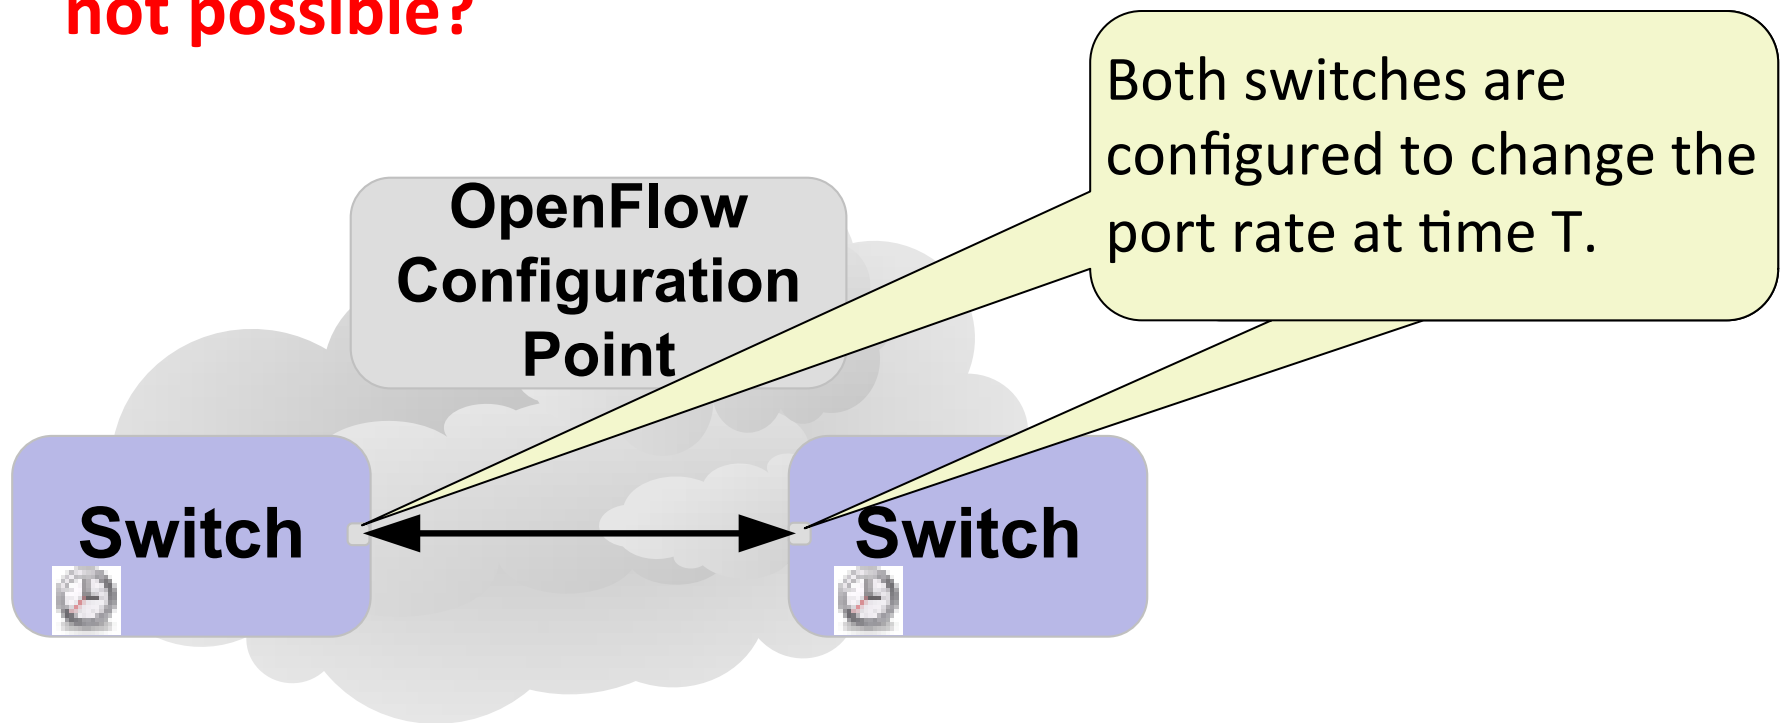 not possible?
Both switches are
configured to change the
port rate at time T.
OpenFlow
Configuration
Point
Switch
Switch